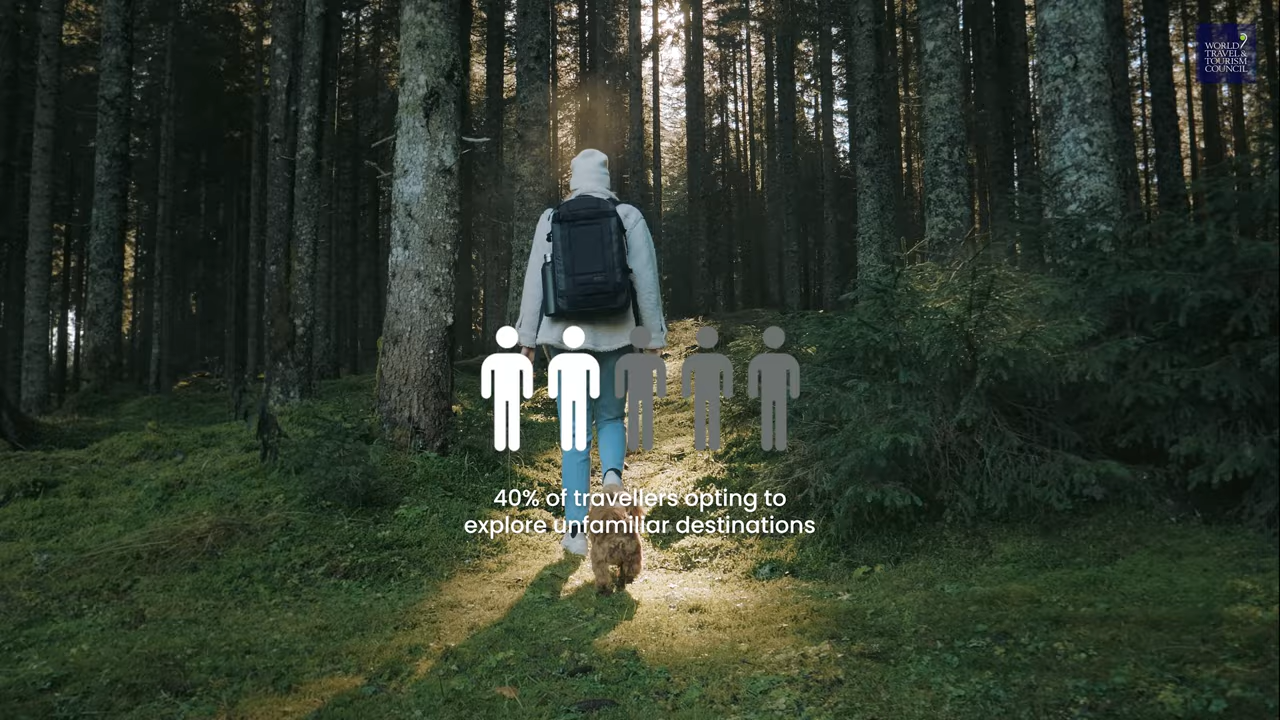 WORLD
TRAVEL &
TOURISM
COUNCIL
40% of travellers opting to
explore unfamiliar destinations